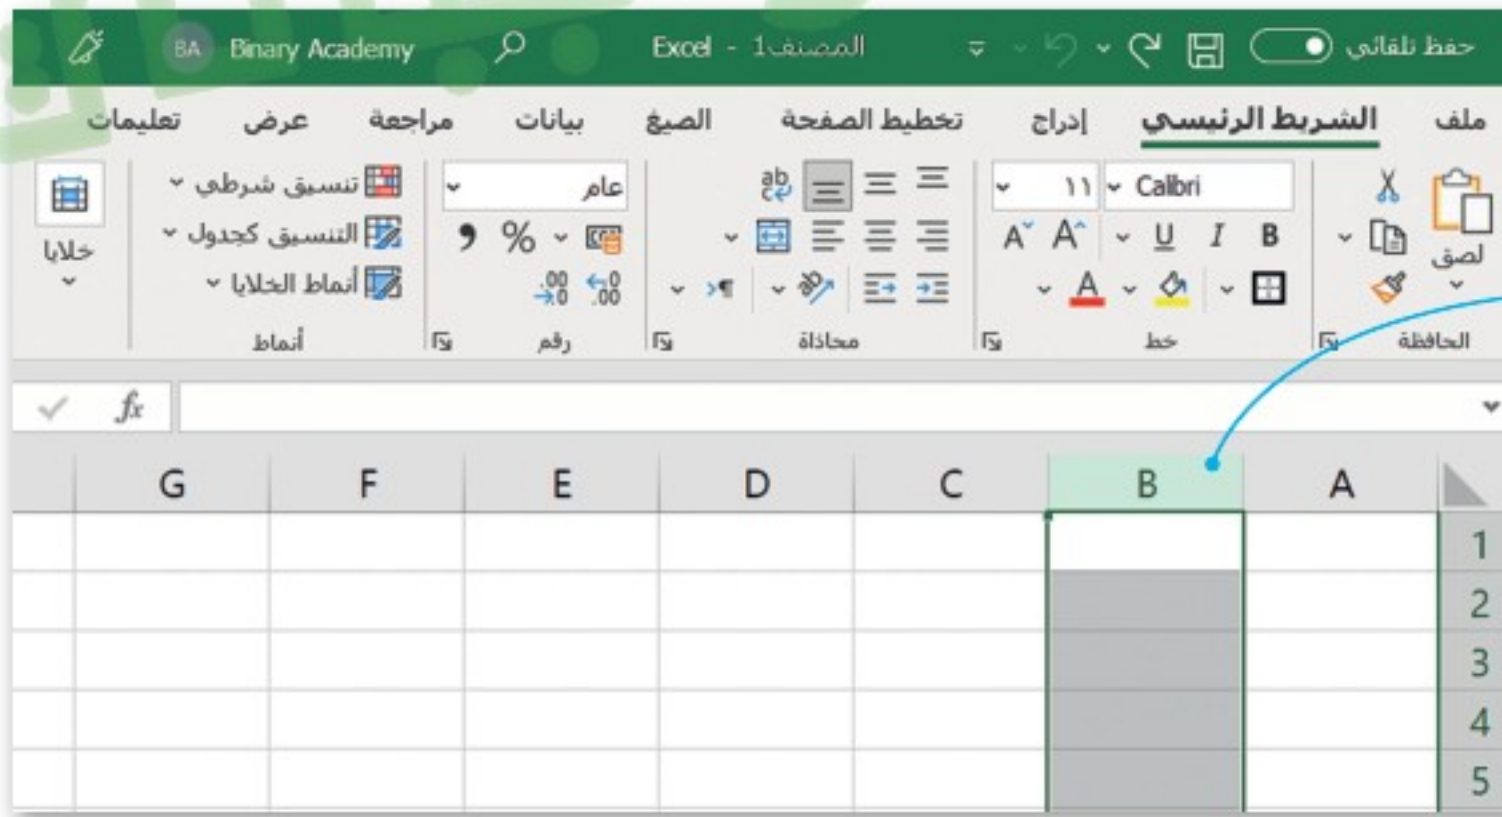 حفظ تلقائي المصنف1 - Excel Binary Academy BA
ملف الشريط الرئيسي إدراج تخطيط الصفحة الصيغ بيانات مراجعة عرض تعليمات
لصق Calibri ١١ عام تنسيق شرطي
التنسيق كجدول
أنماط الخلايا
خلايا
الحافظة خط محاذاة رقم أنماط
fx
A B C D E F G
1
2
3
4
5